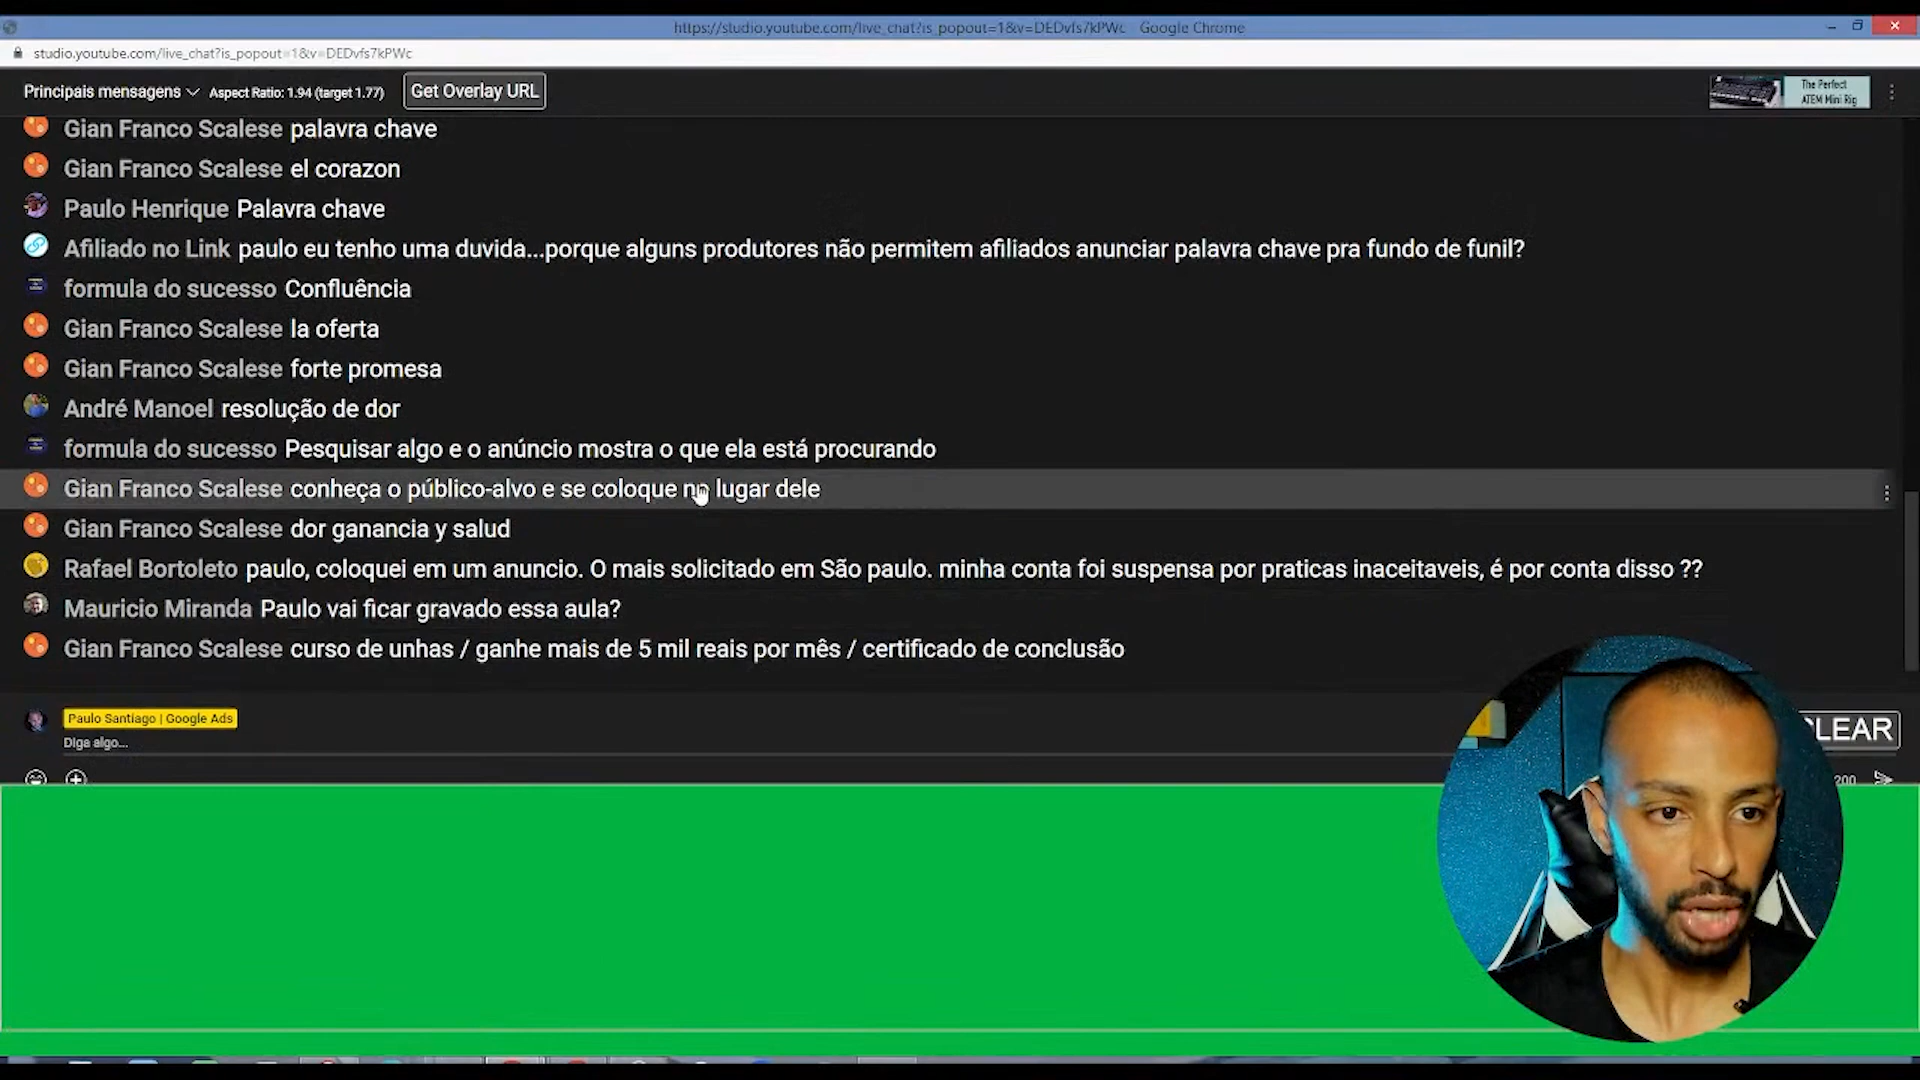 https://studio.youtube.com/live_chat?is_popout=1&v=DEDvfs7kPWc - Google Chrome
studio.youtube.com/live_chat?is_popout=1&v=DEDvfs7kPWc
Principais mensagens Aspect Ratio: 1.94 (target 1.77) Get Overlay URL
The Perfect
ATEM Mini Rig
Gian Franco Scalese palavra chave
Gian Franco Scalese el corazon
Paulo Henrique Palavra chave
Afiliado no Link paulo eu tenho uma duvida...porque alguns produtores não permitem afiliados anunciar palavra chave pra fundo de funil?
formula do sucesso Confluência
Gian Franco Scalese la oferta
Gian Franco Scalese forte promesa
André Manoel resolução de dor
formula do sucesso Pesquisar algo e o anúncio mostra o que ela está procurando
Gian Franco Scalese conheça o público-alvo e se coloque no lugar dele
Gian Franco Scalese dor ganancia y salud
Rafael Bortoleto paulo, coloquei em um anuncio. O mais solicitado em São paulo. minha conta foi suspensa por praticas inaceitaveis, é por conta disso ??
Mauricio Miranda Paulo vai ficar gravado essa aula?
Gian Franco Scalese curso de unhas / ganhe mais de 5 mil reais por mês / certificado de conclusão
Paulo Santiago | Google Ads
Diga algo...
CLEAR
200